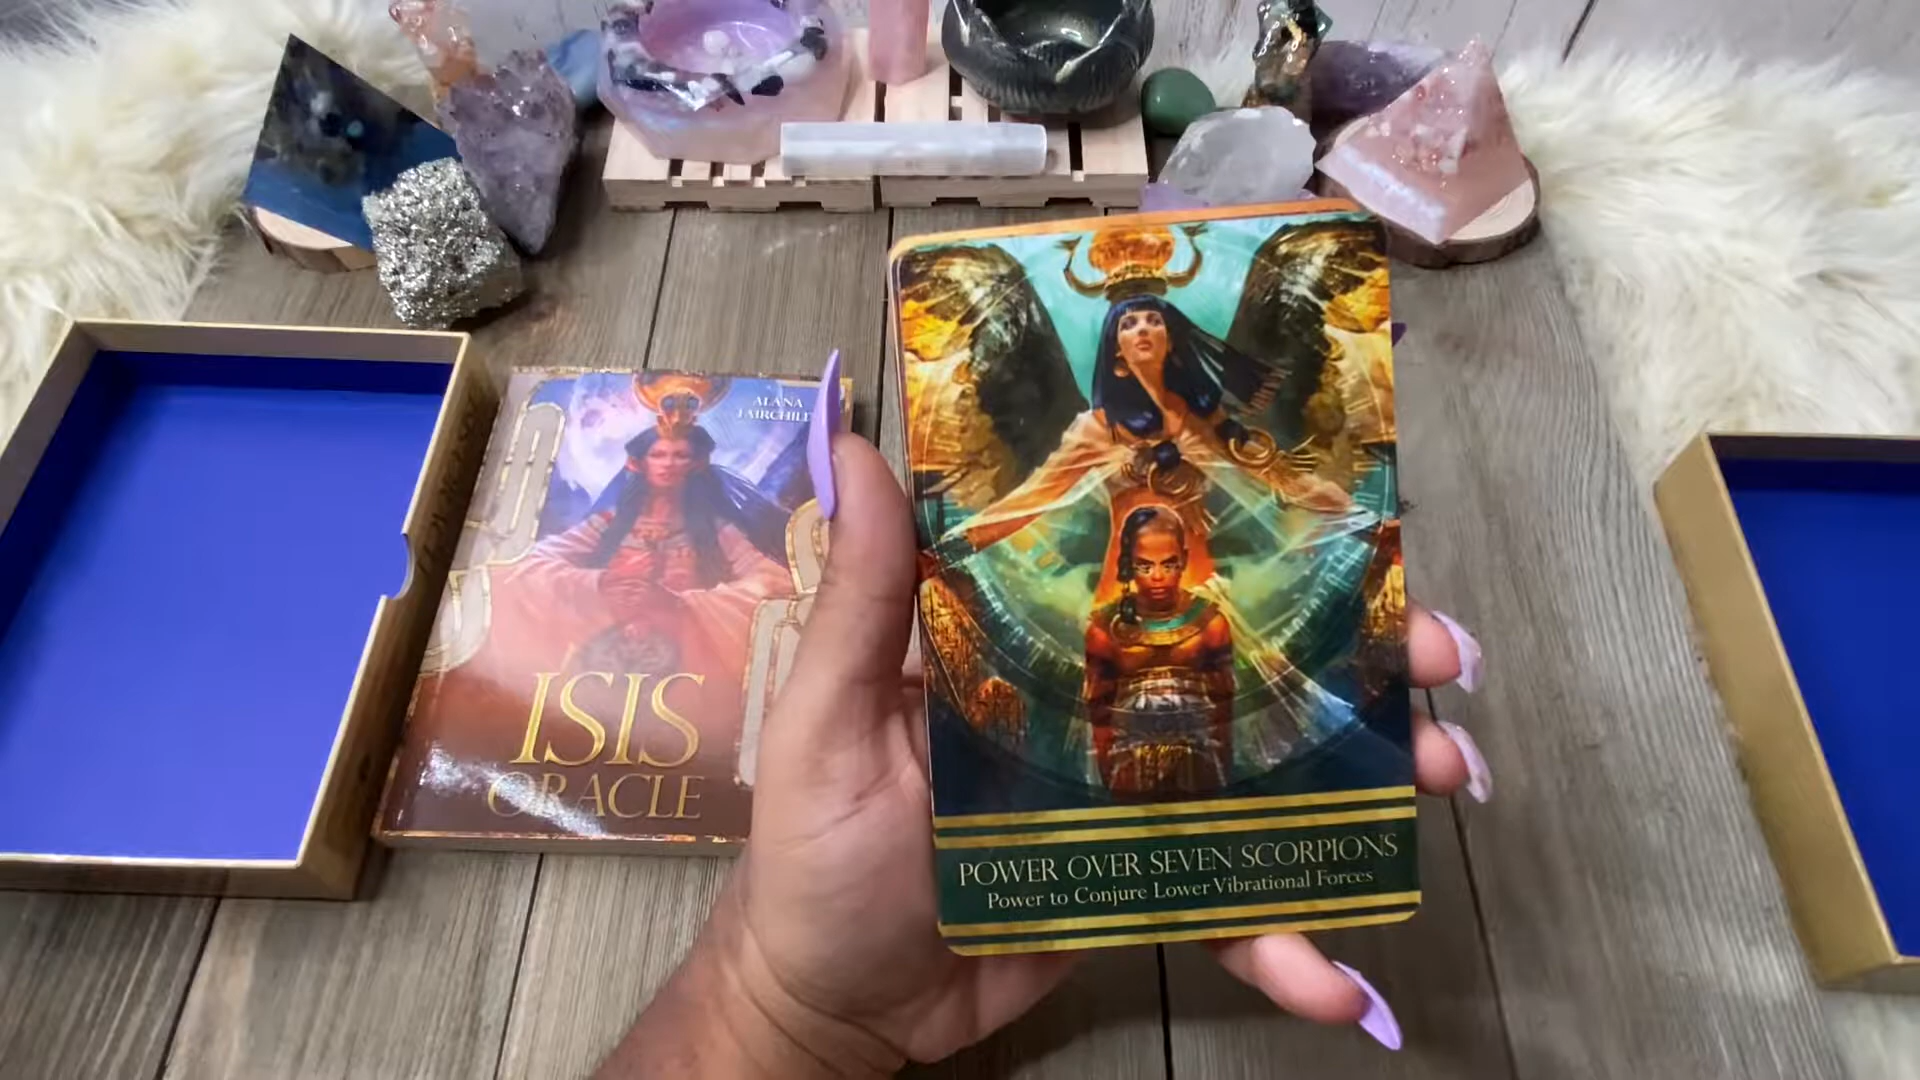 ALANA
FAIRCHILD
ISIS
ORACLE
POWER OVER SEVEN SCORPIONS
Power to Conjure Lower Vibrational Forces